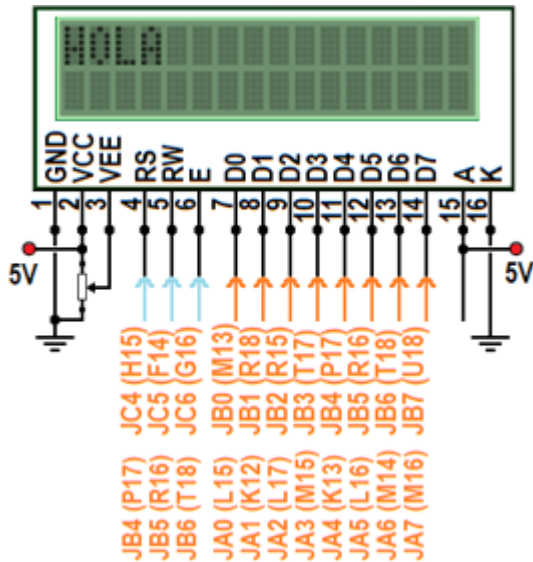 HOLA
GND VCC VEE RS RW E D0 D1 D2 D3 D4 D5 D6 D7 A K
1 2 3 4 5 6 7 8 9 10 11 12 13 14 15 16
5V 5V
JC4 (H15)
JC5 (F14)
JC6 (G16)
JB0 (M13)
JB1 (R18)
JB2 (R15)
JB3 (T17)
JB4 (P17)
JB5 (R16)
JB6 (T18)
JB7 (U18)
JB4 (P17)
JB5 (R16)
JB6 (T18)
JA0 (L15)
JA1 (K12)
JA2 (L17)
JA3 (M15)
JA4 (K13)
JA5 (L16)
JA6 (M14)
JA7 (M16)